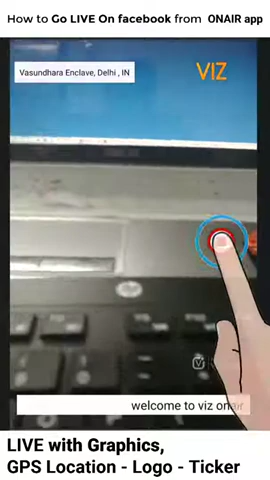 How to Go LIVE On facebook from ONAIR app
Vasundhara Enclave, Delhi , IN
VIZ
welcome to viz onair
LIVE with Graphics,
GPS Location - Logo - Ticker